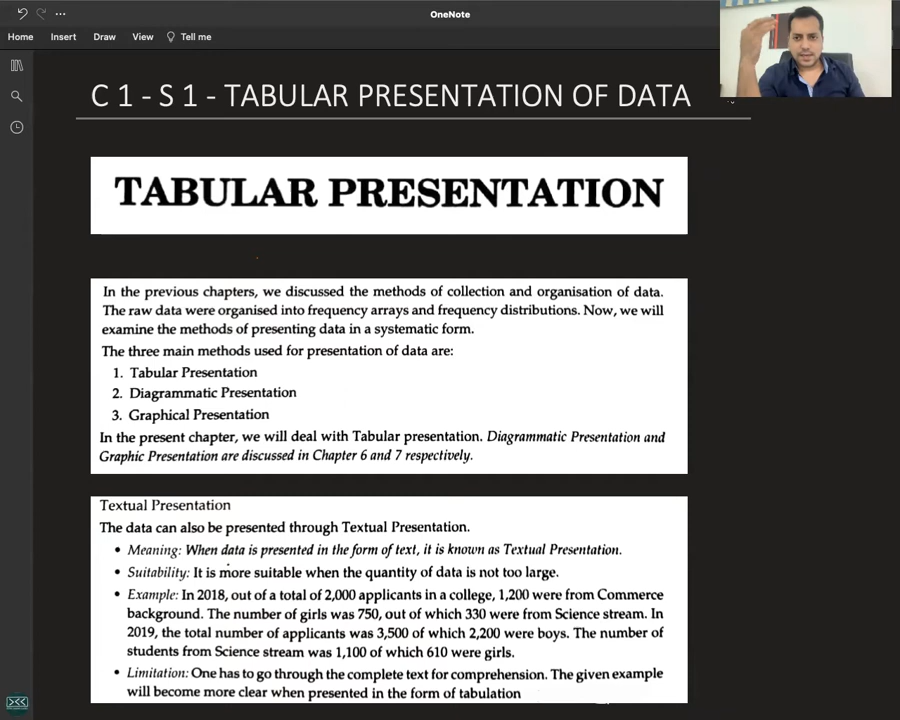 OneNote
Home Insert Draw View Tell me
C 1 - S 1 - TABULAR PRESENTATION OF DATA
TABULAR PRESENTATION
In the previous chapters, we discussed the methods of collection and organisation of data.
The raw data were organised into frequency arrays and frequency distributions. Now, we will
examine the methods of presenting data in a systematic form.
The three main methods used for presentation of data are:
1. Tabular Presentation
2. Diagrammatic Presentation
3. Graphical Presentation
In the present chapter, we will deal with Tabular presentation. Diagrammatic Presentation and
Graphic Presentation are discussed in Chapter 6 and 7 respectively.
Textual Presentation
The data can also be presented through Textual Presentation.
• Meaning: When data is presented in the form of text, it is known as Textual Presentation.
• Suitability: It is more suitable when the quantity of data is not too large.
• Example: In 2018, out of a total of 2,000 applicants in a college, 1,200 were from Commerce
background. The number of girls was 750, out of which 330 were from Science stream. In
2019, the total number of applicants was 3,500 of which 2,200 were boys. The number of
students from Science stream was 1,100 of which 610 were girls.
• Limitation: One has to go through the complete text for comprehension. The given example
will become more clear when presented in the form of tabulation